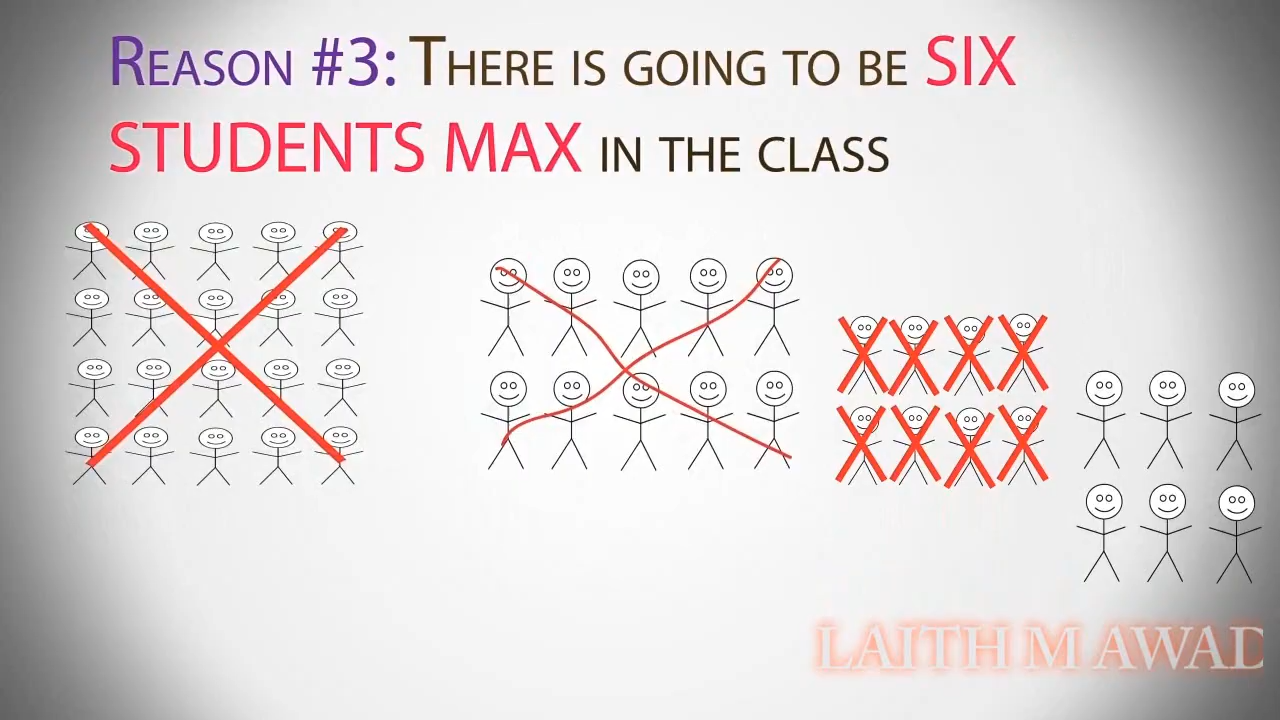 Reason #3: There is going to be SIX
STUDENTS MAX in the class
LAITH M AWAD